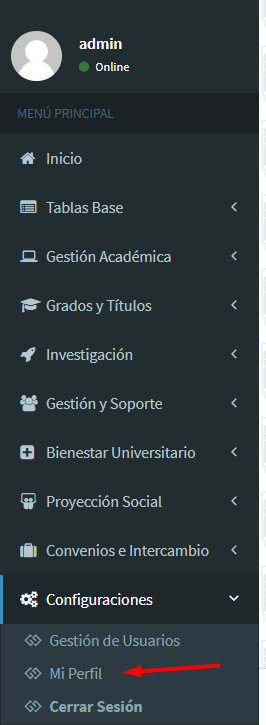 admin
Online
MENÚ PRINCIPAL
Inicio
Tablas Base
Gestión Académica
Grados y Títulos
Investigación
Gestión y Soporte
Bienestar Universitario
Proyección Social
Convenios e Intercambio
Configuraciones
Gestión de Usuarios
Mi Perfil
Cerrar Sesión